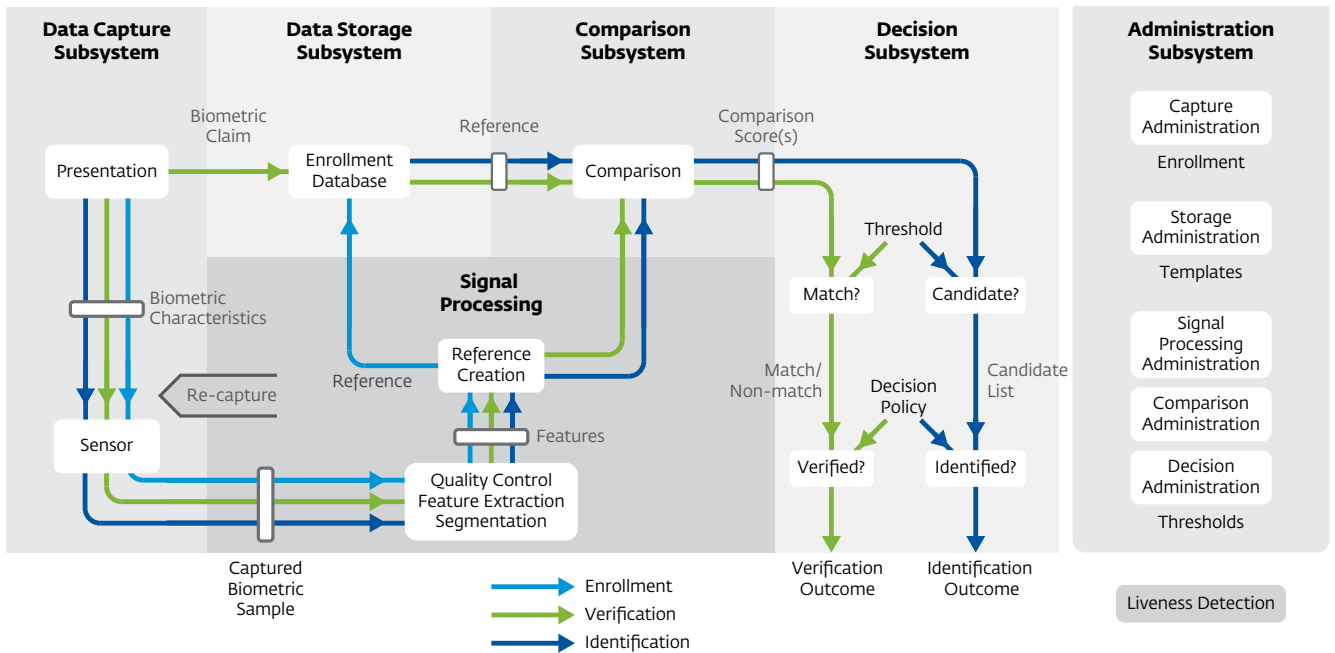 Data Capture
Subsystem
Data Storage
Subsystem
Comparison
Subsystem
Decision
Subsystem
Administration
Subsystem
Biometric
Claim
Reference
Comparison
Score(s)
Presentation
Enrollment
Database
Comparison
Threshold
Match?
Candidate?
Biometric
Characteristics
Signal
Processing
Reference
Creation
Reference
Re-capture
Match/
Non-match
Candidate
List
Decision
Policy
Sensor
Features
Quality Control
Feature Extraction
Segmentation
Verified?
Identified?
Captured
Biometric
Sample
Verification
Outcome
Identification
Outcome
Enrollment
Verification
Identification
Capture
Administration
Enrollment
Storage
Administration
Templates
Signal
Processing
Administration
Comparison
Administration
Decision
Administration
Thresholds
Liveness Detection